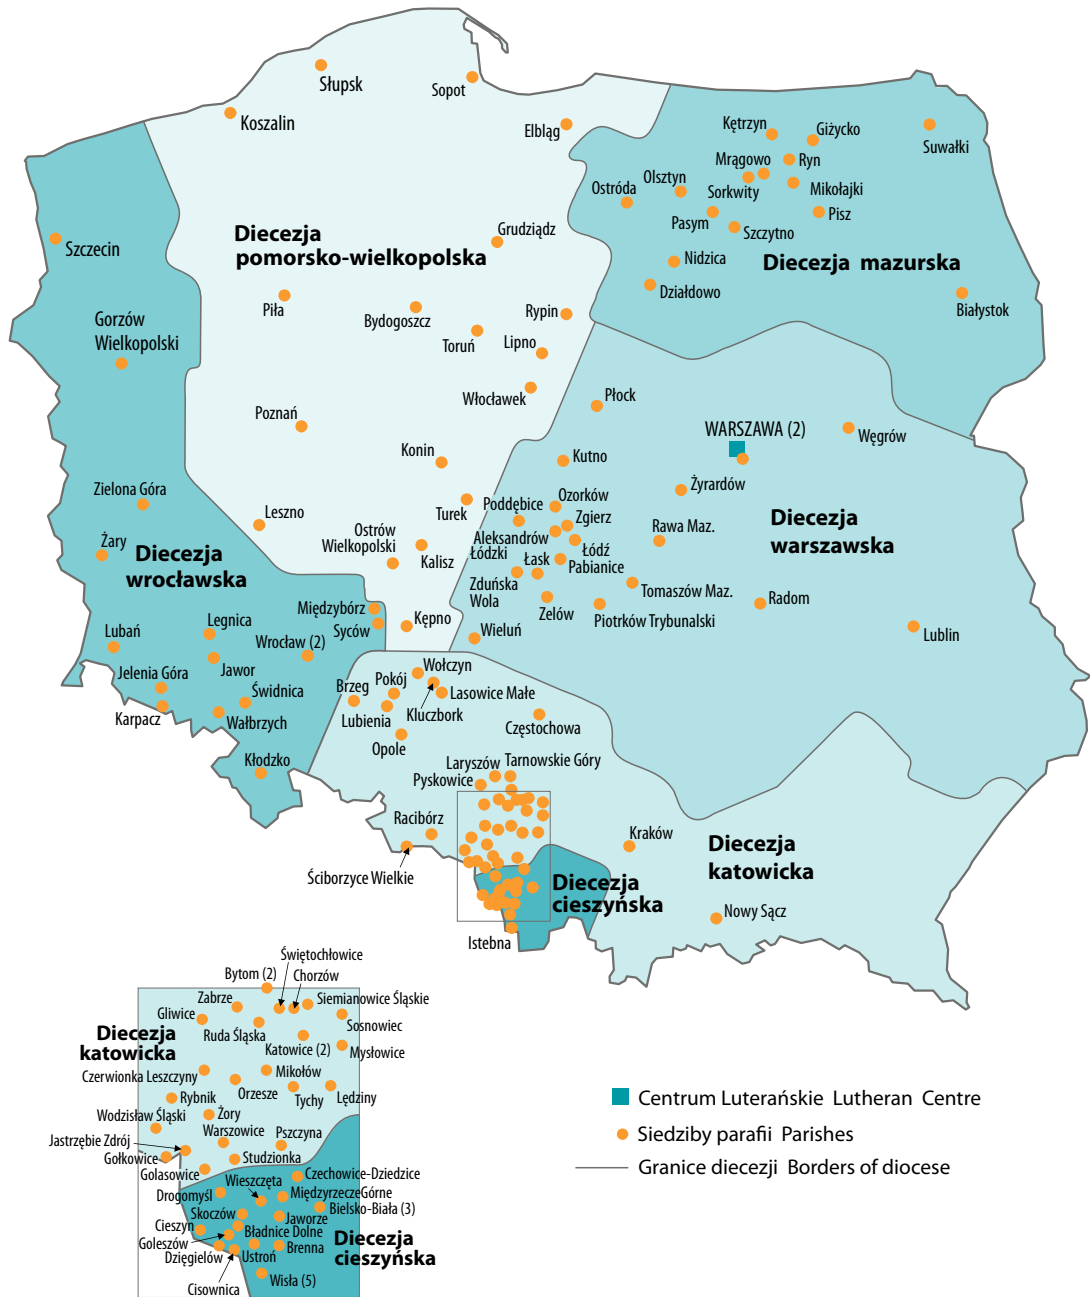 Słupsk
Sopot
Koszalin
Elbląg
Kętrzyn
Giżycko
Suwałki
Mrągowo
Ryn
Olsztyn
Ostróda
Sorkwity
Mikołajki
Pasym
Pisz
Szczytno
Szczecin
Diecezja
pomorsko-wielkopolska
Grudziądz
Nidzica
Diecezja mazurska
Działdowo
Białystok
Piła
Bydogoszcz
Rypin
Toruń
Lipno
Gorzów
Wielkopolski
Włocławek
Płock
Poznań
WARSZAWA (2)
Węgrów
Konin
Kutno
Zielona Góra
Żyrardów
Leszno
Turek
Poddębice
Ozorków
Zgierz
Rawa Maz.
Diecezja
warszawska
Ostrów
Wielkopolski
Kalisz
Aleksandrów
Łódzki
Łódź
Łask
Pabianice
Żary
Diecezja
wrocławska
Zduńska
Wola
Zelów
Tomaszów Maz.
Piotrków Trybunalski
Radom
Lublin
Międzybórz
Syców
Kępno
Wieluń
Legnica
Lubań
Wrocław (2)
Jawor
Jelenia Góra
Świdnica
Karpacz
Wałbrzych
Kłodzko
Wołczyn
Brzeg
Pokój
Lasowice Małe
Lubienia
Kluczbork
Opole
Częstochowa
Laryszów
Tarnowskie Góry
Pyskowice
Racibórz
Ściborzyce Wielkie
Kraków
Diecezja
katowicka
Diecezja
cieszyńska
Nowy Sącz
Istebna
Świętochłowice
Bytom (2)
Chorzów
Zabrze
Siemianowice Śląskie
Gliwice
Sosnowiec
Ruda Śląska
Katowice (2)
Mysłowice
Diecezja
katowicka
Czerwionka Leszczyny
Mikołów
Orzesze
Tychy
Lędziny
Rybnik
Wodzisław Śląski
Żory
Warszowice
Pszczyna
Jastrzębie Zdrój
Gołkowice
Studzionka
Golasowice
Wieszczęta
Czechowice-Dziedzice
Drogomyśl
MiędzyrzeczeGórne
Bielsko-Biała (3)
Skoczów
Jaworze
Cieszyn
Bładnice Dolne
Goleszów
Dzięgielów
Ustroń
Brenna
Diecezja
cieszyńska
Cisownica
Wisła (5)
Centrum Luterańskie Lutheran Centre
Siedziby parafii Parishes
Granice diecezji Borders of diocese